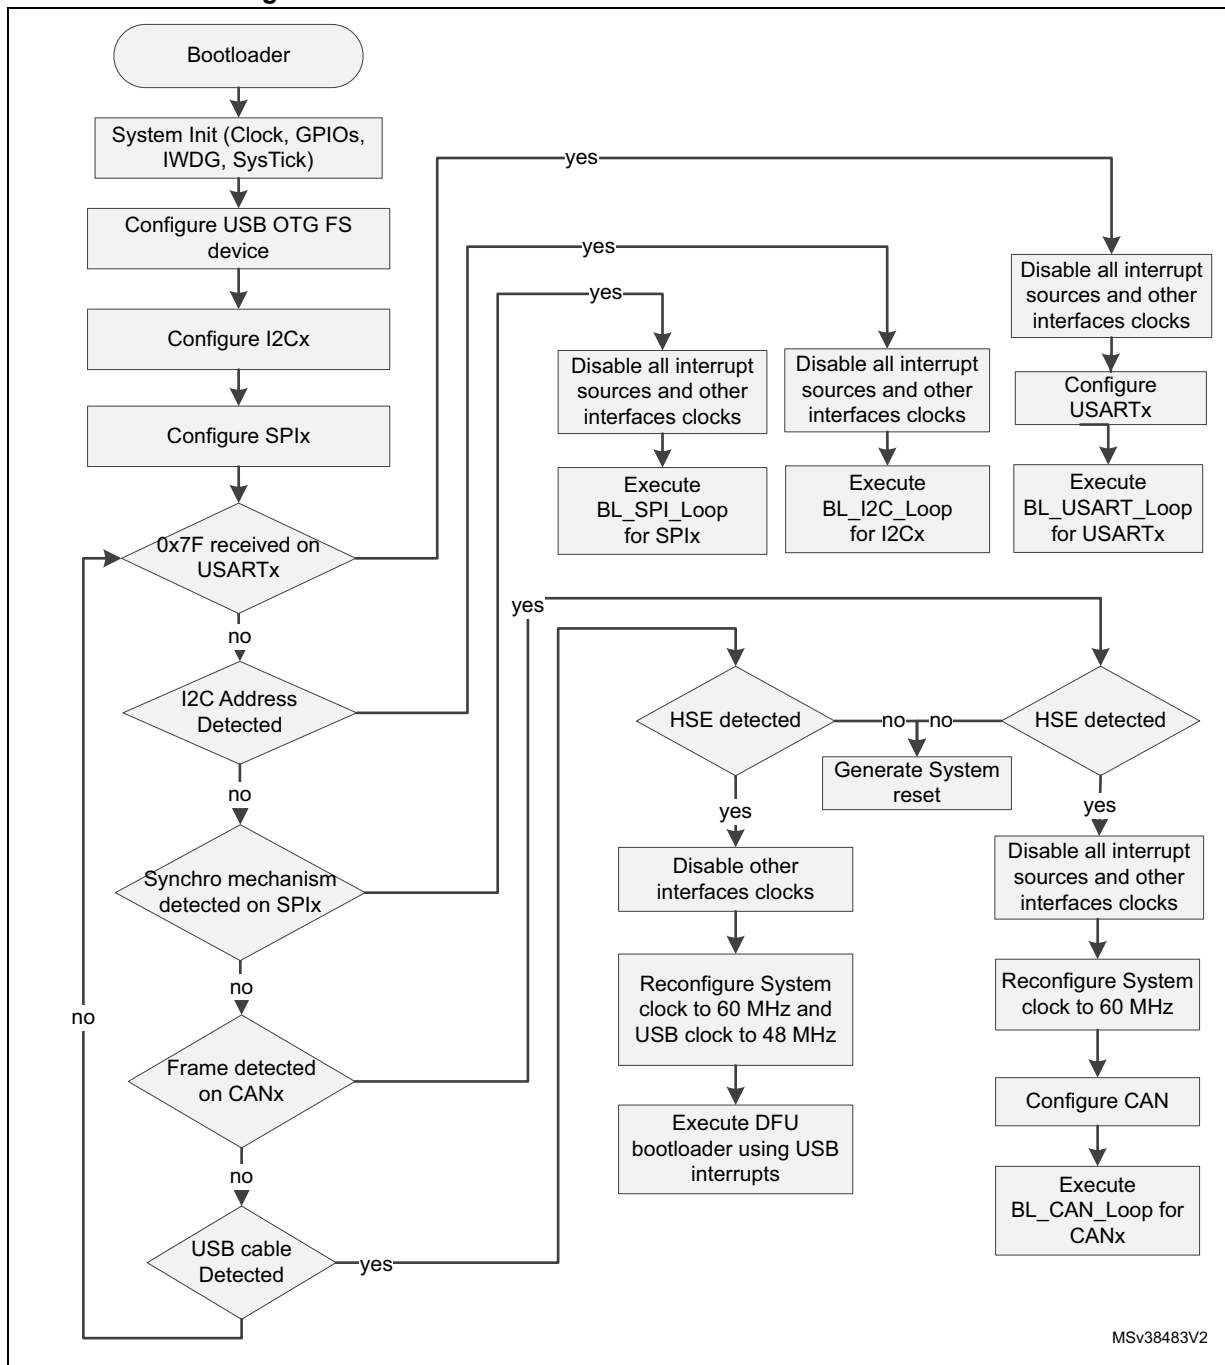 Bootloader
System Init (Clock, GPIOs,
IWDG, SysTick)
Configure USB OTG FS
device
Configure I2Cx
Configure SPIx
0x7F received on
USARTx
no
I2C Address
Detected
no
Synchro mechanism
detected on SPIx
no
Frame detected
on CANx
no
USB cable
Detected
no
yes
Disable all interrupt
sources and other
interfaces clocks
Configure
USARTx
Execute
BL_USART_Loop
for USARTx
yes
Disable all interrupt
sources and other
interfaces clocks
Execute
BL_I2C_Loop
for I2Cx
yes
Disable all interrupt
sources and other
interfaces clocks
Execute
BL_SPI_Loop
for SPIx
yes
HSE detected
no
yes
Disable all interrupt
sources and other
interfaces clocks
Reconfigure System
clock to 60 MHz
Configure CAN
Execute
BL_CAN_Loop for
CANx
yes
HSE detected
no
Generate System
reset
yes
Disable other
interfaces clocks
Reconfigure System
clock to 60 MHz and
USB clock to 48 MHz
Execute DFU
bootloader using USB
interrupts
MSv38483V2